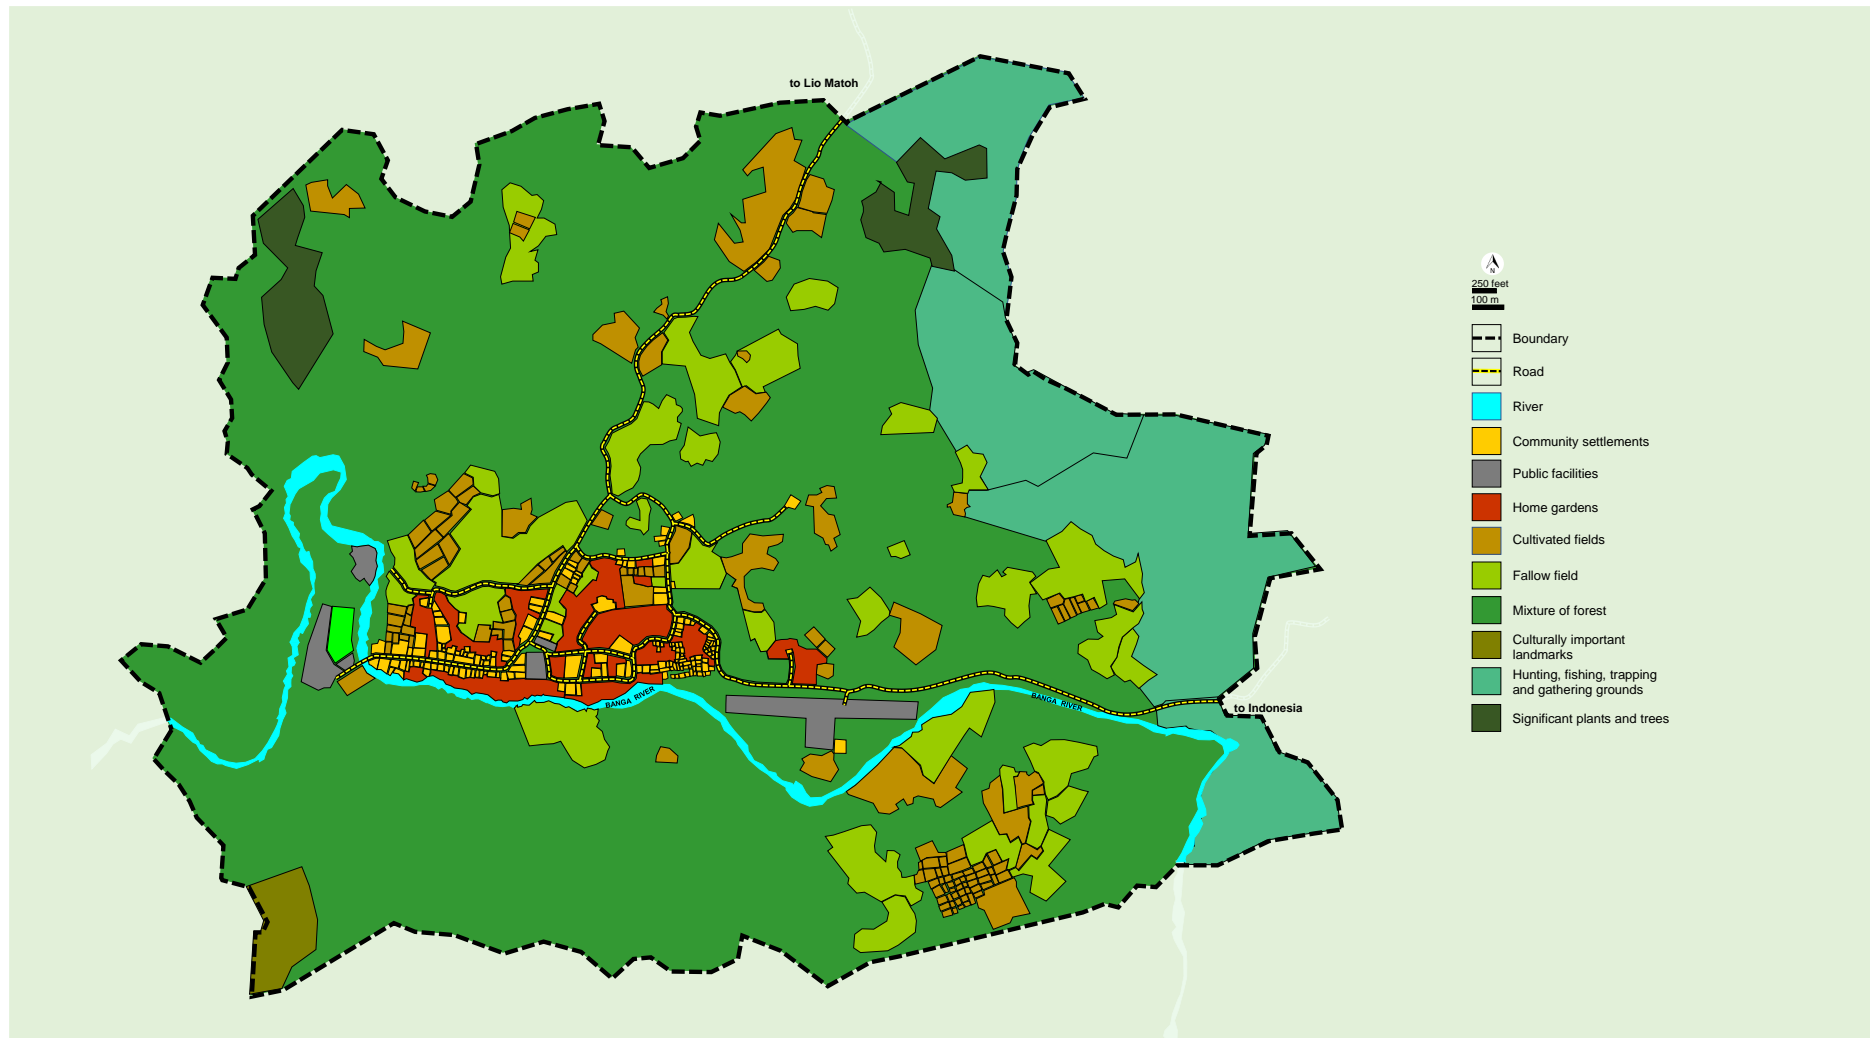 to Lio Matoh
N
250 feet
100 m
Boundary
Road
River
Community settlements
Public facilities
Home gardens
Cultivated fields
Fallow field
Mixture of forest
Culturally important
landmarks
Hunting, fishing, trapping
and gathering grounds
Significant plants and trees
BANGA RIVER
BANGA RIVER
to Indonesia